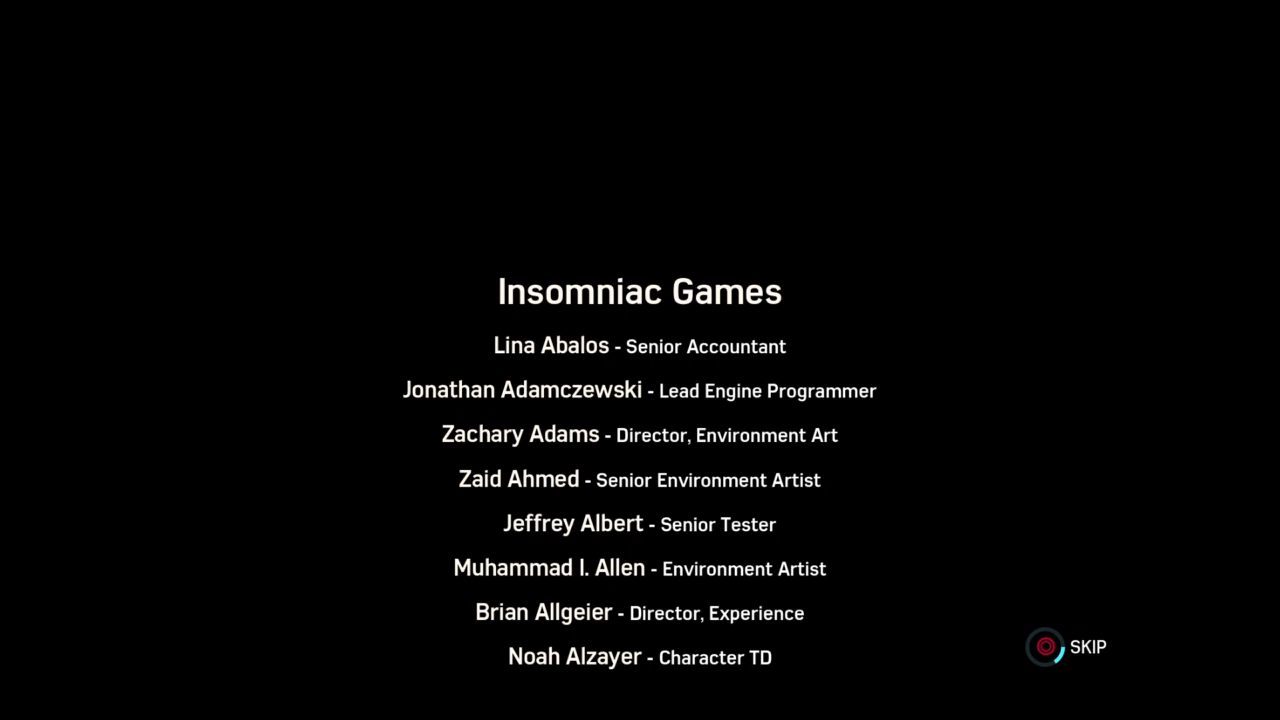 Insomniac Games
Lina Abalos - Senior Accountant
Jonathan Adamczewski - Lead Engine Programmer
Zachary Adams - Director, Environment Art
Zaid Ahmed - Senior Environment Artist
Jeffrey Albert - Senior Tester
Muhammad I. Allen - Environment Artist
Brian Allgeier - Director, Experience
Noah Alzayer - Character TD
SKIP